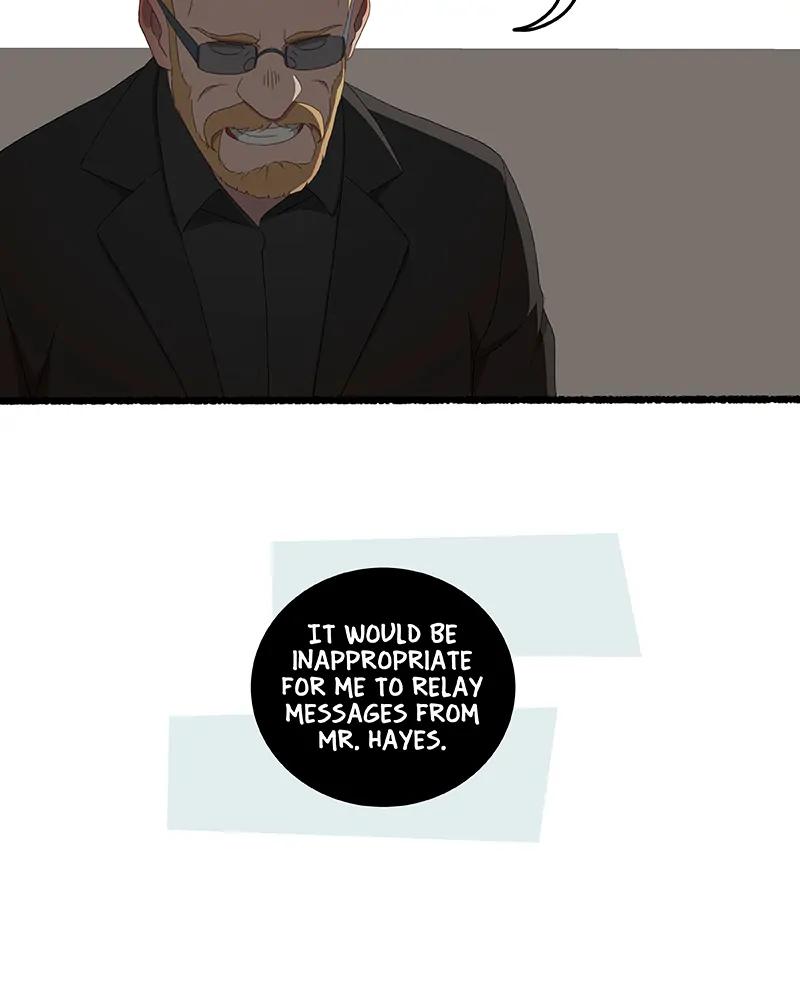 IT WOULD BE
INAPPROPRIATE
FOR ME TO RELAY
MESSAGES FROM
MR. HAYES.